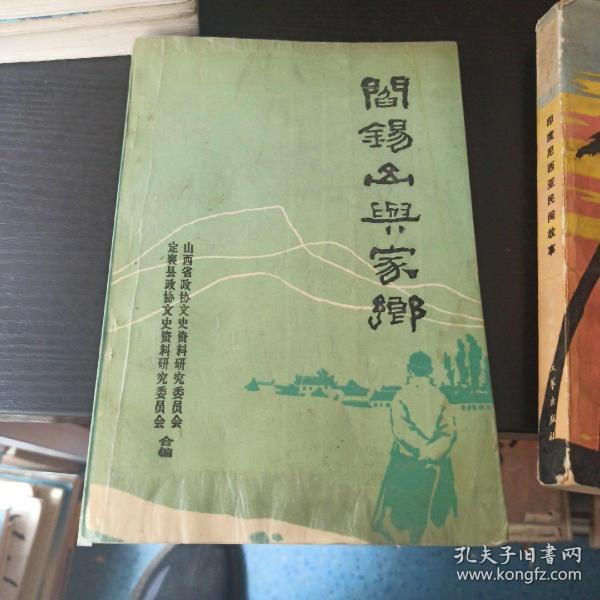 閻錫山與家鄉
山西省政协文史资料研究委员会
定襄县政协文史资料研究委员会
合编
印度尼西亚民间故事
孔夫子旧书网
www.kongfz.com